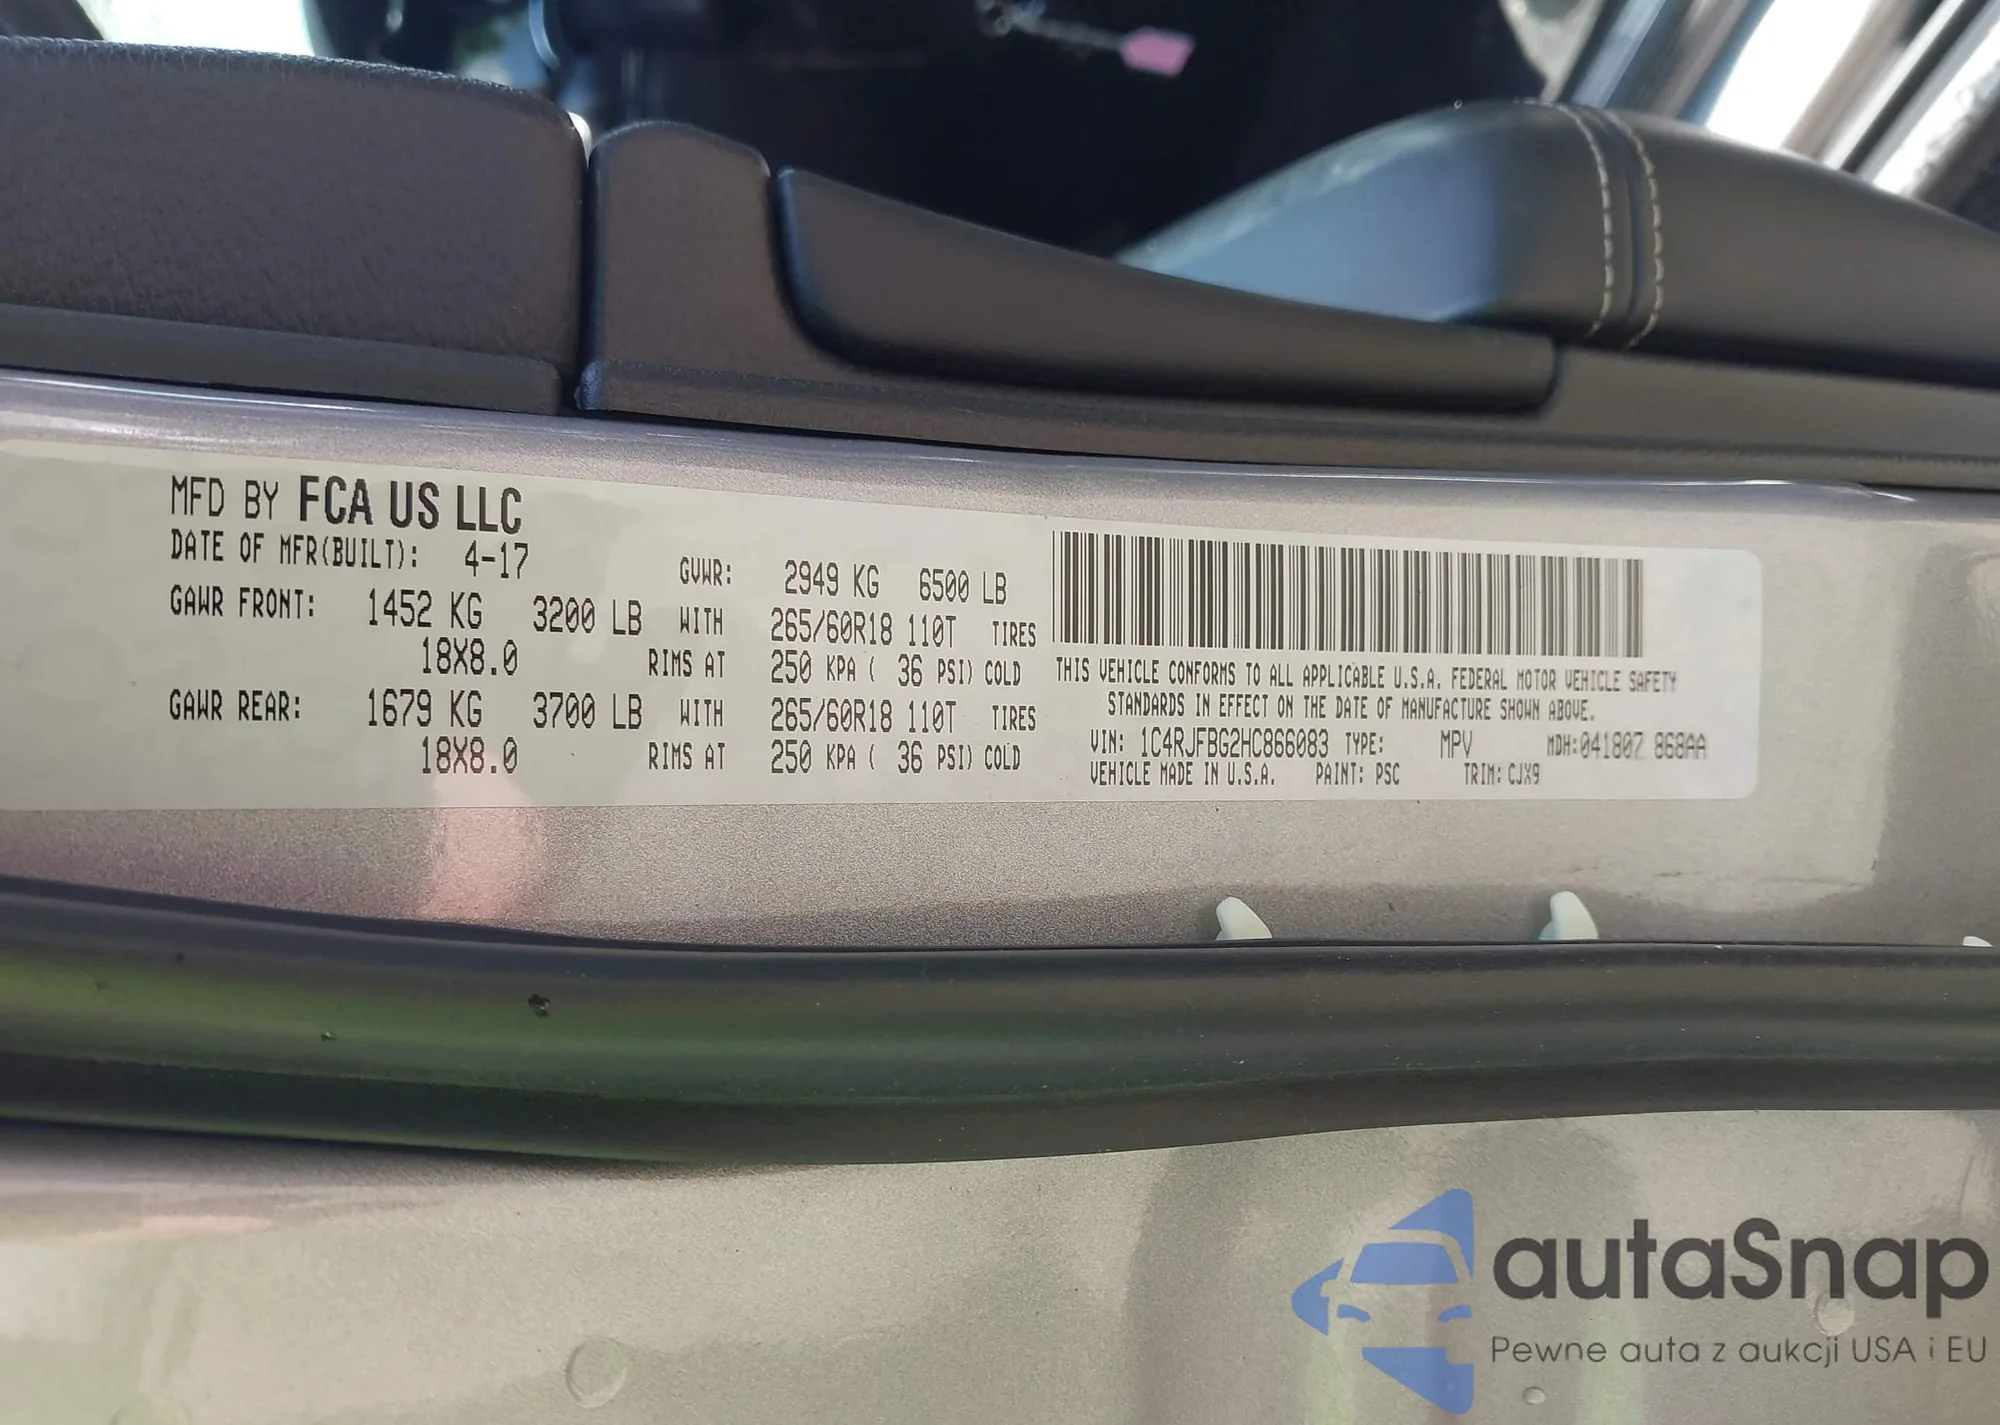 MFD BY FCA US LLC
DATE OF MFR(BUILT): 4-17 GVWR: 2949 KG 6500 LB
GAWR FRONT: 1452 KG 3200 LB WITH 265/60R18 110T TIRES
18X8.0 RIMS AT 250 KPA ( 36 PSI) COLD
GAWR REAR: 1679 KG 3700 LB WITH 265/60R18 110T TIRES
18X8.0 RIMS AT 250 KPA ( 36 PSI) COLD
THIS VEHICLE CONFORMS TO ALL APPLICABLE U.S.A. FEDERAL MOTOR VEHICLE SAFETY
STANDARDS IN EFFECT ON THE DATE OF MANUFACTURE SHOWN ABOVE.
VIN: 1C4RJFBG2HC866083 TYPE: MPV MDH:041807 868AA
VEHICLE MADE IN U.S.A. PAINT: PSC TRIM: CJX9
autaSnap
Pewne auta z aukcji USA i EU